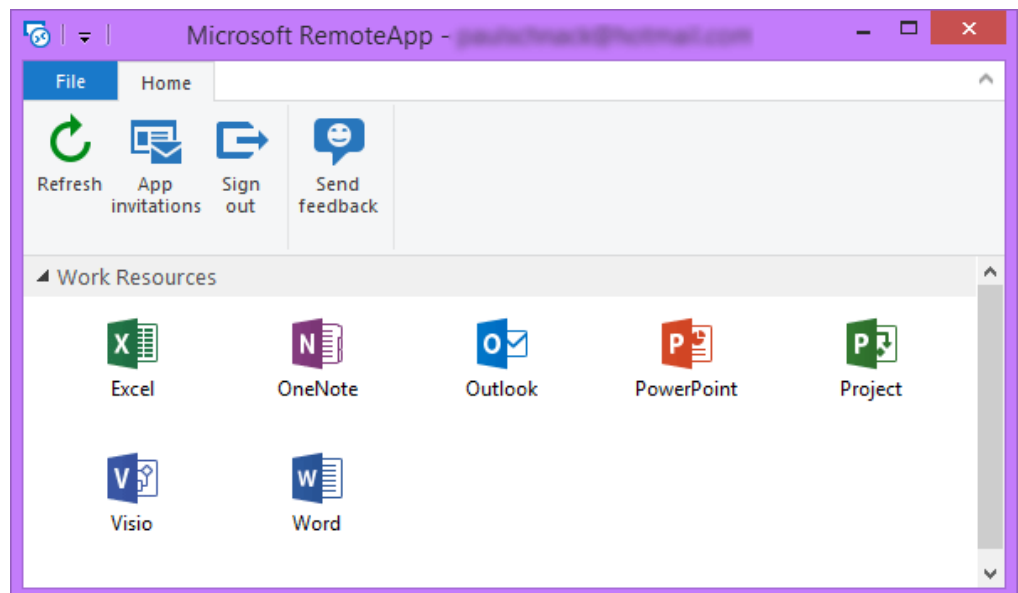 Microsoft RemoteApp -
File Home
Refresh App invitations Sign out Send feedback
Work Resources
Excel OneNote Outlook PowerPoint Project
Visio Word